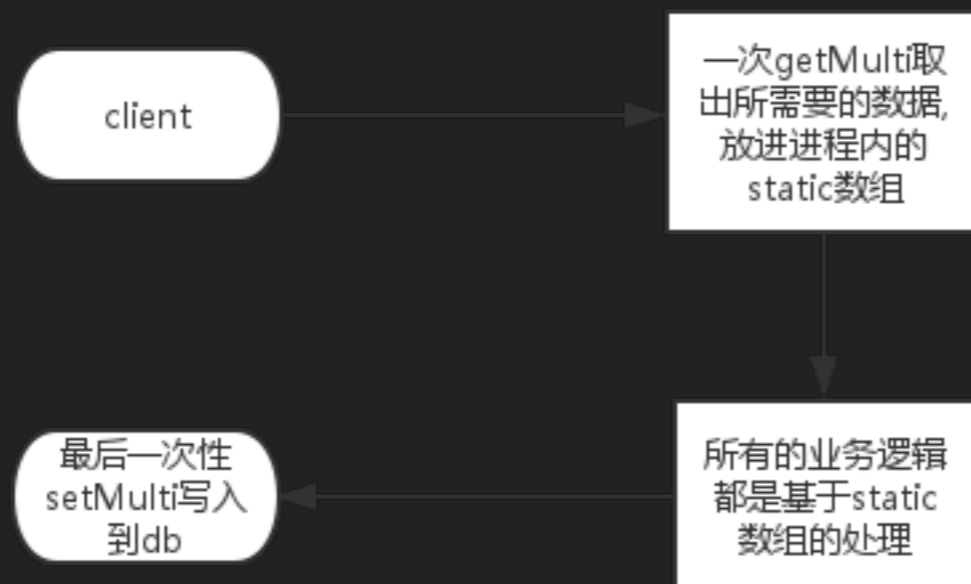 client
一次getMulti取
出所需要的数据,
放进进程内的
static数组
所有的业务逻辑
都是基于static
数组的处理
最后一次性
setMulti写入
到db